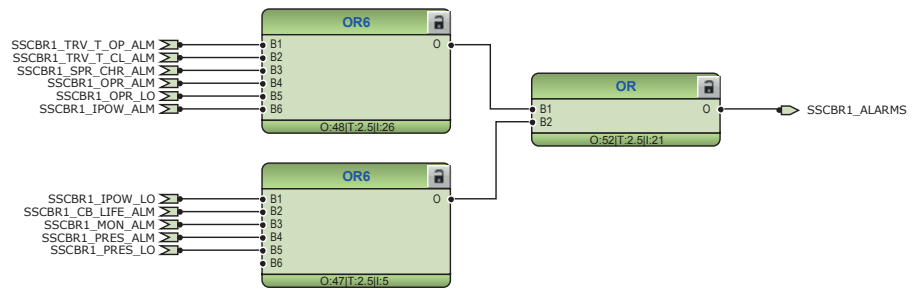 OR6
SSCBR1_TRV_T_OP_ALM B1 O
SSCBR1_TRV_T_CL_ALM B2
SSCBR1_SPR_CHR_ALM B3
SSCBR1_OPR_ALM B4
SSCBR1_OPR_LO B5
SSCBR1_IPOW_ALM B6
O:48|T:2.5|I:26
OR
B1 O SSCBR1_ALARMS
B2
O:52|T:2.5|I:21
OR6
SSCBR1_IPOW_LO B1 O
SSCBR1_CB_LIFE_ALM B2
SSCBR1_MON_ALM B3
SSCBR1_PRES_ALM B4
SSCBR1_PRES_LO B5
B6
O:47|T:2.5|I:5